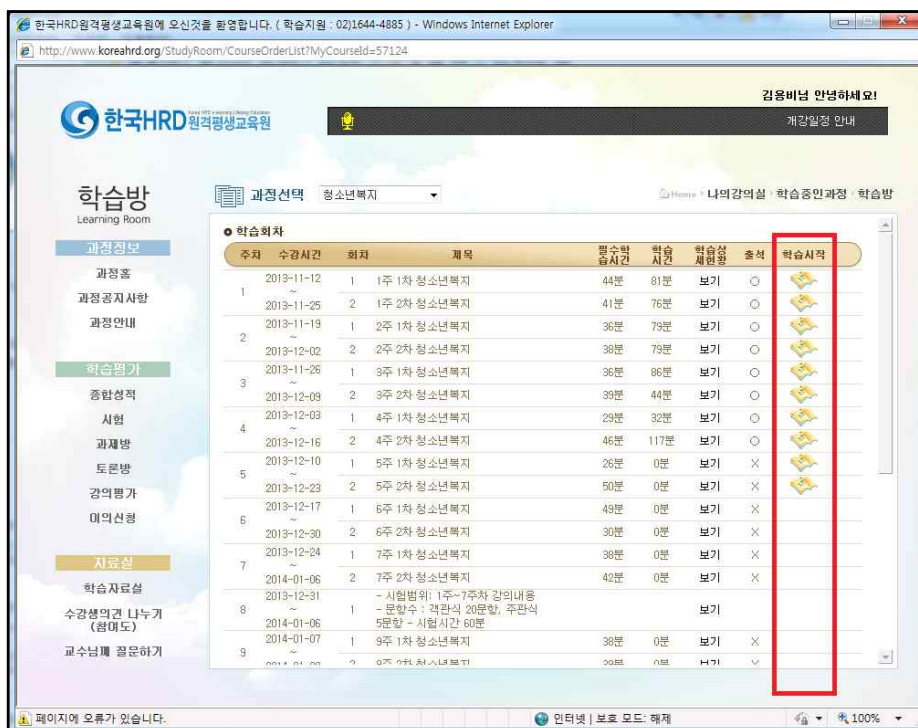 한국HRD원격평생교육원에 오신것을 환영합니다. ( 학습지원 : 02)1644-4885 ) - Windows Internet Explorer
http://www.koreahrd.org/StudyRoom/CourseOrderList?MyCourseId=57124
김용비님 안녕하세요!
한국HRD원격평생교육원
개강일정 안내
학습방
Learning Room
과정선택 청소년복지
Home 나의강의실 학습중인과정 학습방
과정정보
과정홈
과정공지사항
과정안내
학습평가
종합성적
시험
과제방
토론방
강의평가
이의신청
자료실
학습자료실
수강생의견 나누기
(참여도)
교수님께 질문하기
학습회차
주차 수강시간 회차 제목 필수학습시간 학습시간 학습상세현황 출석 학습시작
1 2013-11-12 ~ 2013-11-25
1 1주 1차 청소년복지 44분 81분 보기 ○
2 1주 2차 청소년복지 41분 76분 보기 ○
2 2013-11-19 ~ 2013-12-02
1 2주 1차 청소년복지 36분 79분 보기 ○
2 2주 2차 청소년복지 38분 79분 보기 ○
3 2013-11-26 ~ 2013-12-09
1 3주 1차 청소년복지 36분 86분 보기 ○
2 3주 2차 청소년복지 39분 44분 보기 ○
4 2013-12-03 ~ 2013-12-16
1 4주 1차 청소년복지 29분 32분 보기 ○
2 4주 2차 청소년복지 46분 117분 보기 ○
5 2013-12-10 ~ 2013-12-23
1 5주 1차 청소년복지 26분 0분 보기 X
2 5주 2차 청소년복지 50분 0분 보기 X
6 2013-12-17 ~ 2013-12-30
1 6주 1차 청소년복지 49분 0분 보기 X
2 6주 2차 청소년복지 30분 0분 보기 X
7 2013-12-24 ~ 2014-01-06
1 7주 1차 청소년복지 38분 0분 보기 X
2 7주 2차 청소년복지 42분 0분 보기 X
8 2013-12-31 ~ 2014-01-06
1 - 시험범위: 1주~7주차 강의내용
- 문항수 : 객관식 20문항, 주관식
5문항 - 시험시간 60분
보기
9 2014-01-07 ~
1 9주 1차 청소년복지 38분 0분 보기 X
페이지에 오류가 있습니다.
인터넷 | 보호 모드: 해제
100%